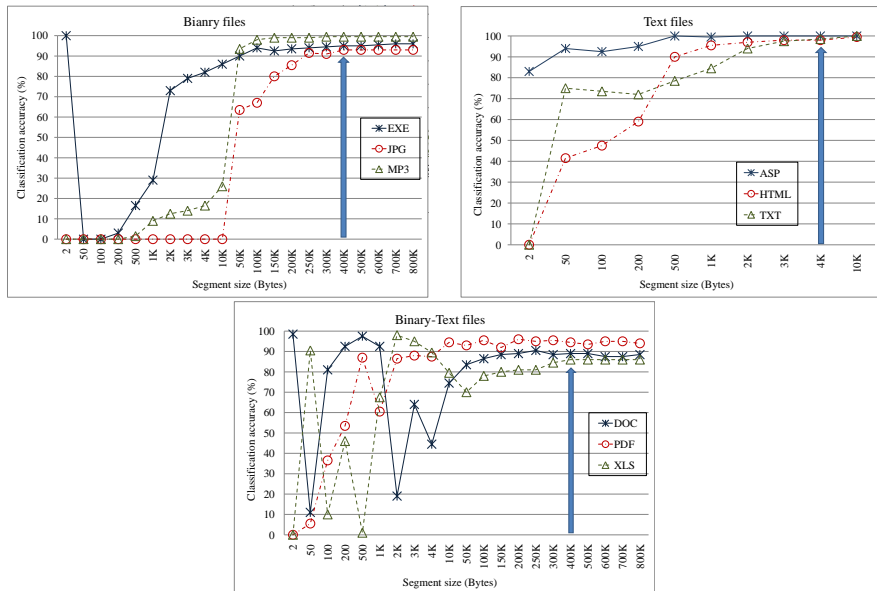 Bianry files
Classification accuracy (%)
100
90
80
70
60
50
40
30
20
10
0
2
50
100
200
500
1K
2K
3K
4K
10K
50K
100K
150K
200K
250K
300K
400K
500K
600K
700K
800K
Segment size (Bytes)
EXE
JPG
MP3
Text files
Classification accuracy (%)
100
90
80
70
60
50
40
30
20
10
0
2
50
100
200
500
1K
2K
3K
4K
10K
Segment size (Bytes)
ASP
HTML
TXT
Binary-Text files
Classification accuracy (%)
100
90
80
70
60
50
40
30
20
10
0
2
50
100
200
500
1K
2K
3K
4K
10K
50K
100K
150K
200K
250K
300K
400K
500K
600K
700K
800K
Segment size (Bytes)
DOC
PDF
XLS